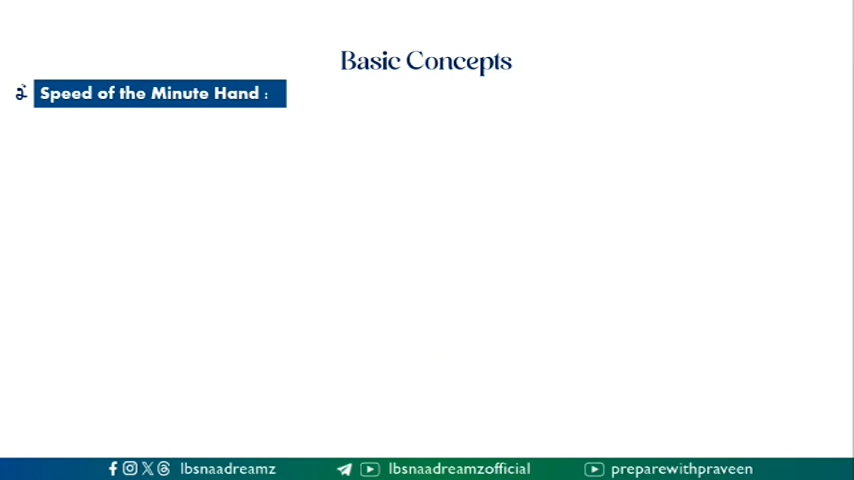 Basic Concepts
Speed of the Minute Hand :
lbsnaadreamz lbsnaadreamzofficial preparewithpraveen